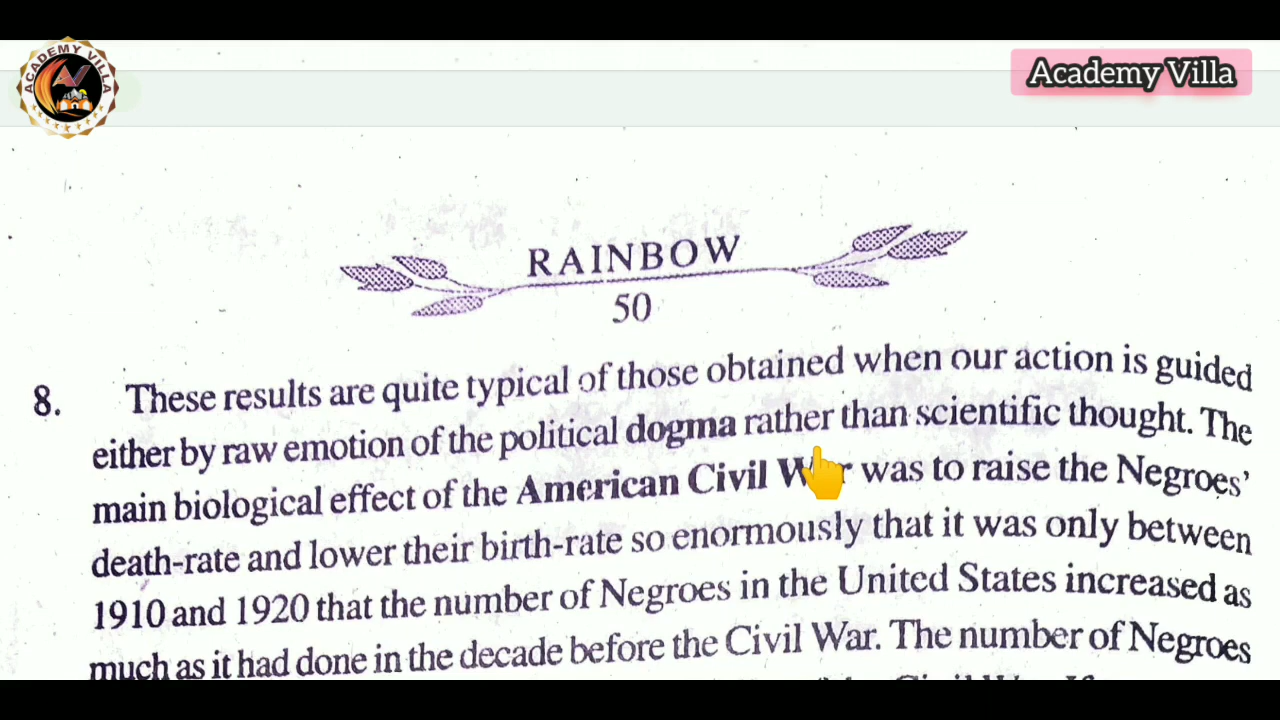 ACADEMY VILLA
Academy Villa
RAINBOW
50
8. These results are quite typical of those obtained when our action is guided
either by raw emotion of the political dogma rather than scientific thought. The
main biological effect of the American Civil War was to raise the Negroes'
death-rate and lower their birth-rate so enormously that it was only between
1910 and 1920 that the number of Negroes in the United States increased as
much as it had done in the decade before the Civil War. The number of Negroes